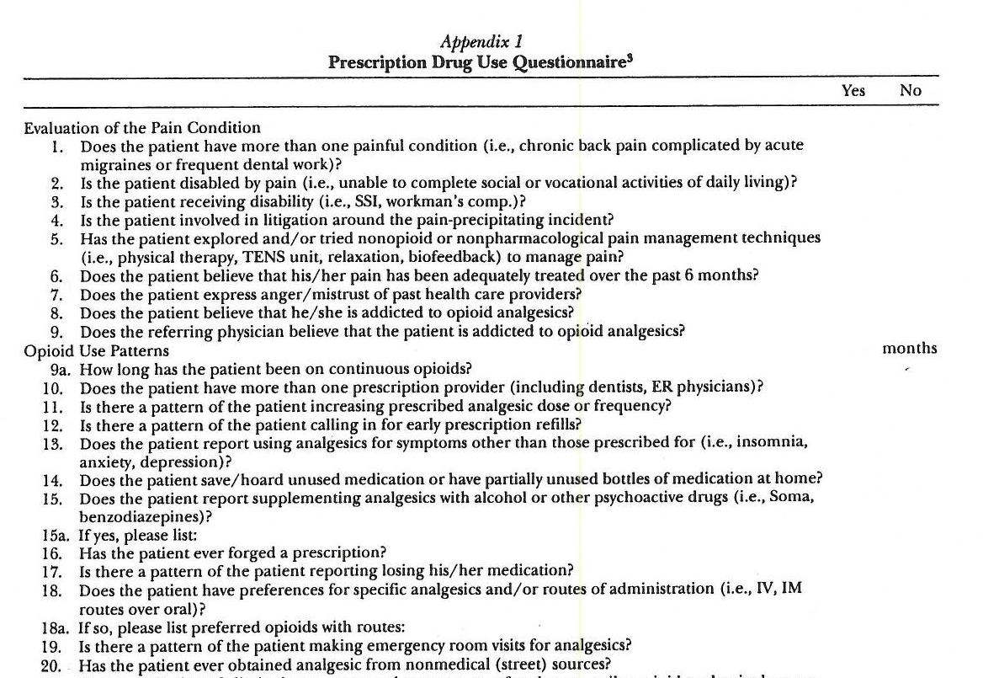 Appendix 1
Prescription Drug Use Questionnaire³
Yes No
Evaluation of the Pain Condition
1. Does the patient have more than one painful condition (i.e., chronic back pain complicated by acute
migraines or frequent dental work)?
2. Is the patient disabled by pain (i.e., unable to complete social or vocational activities of daily living)?
3. Is the patient receiving disability (i.e., SSI, workman's comp.)?
4. Is the patient involved in litigation around the pain-precipitating incident?
5. Has the patient explored and/or tried nonopioid or nonpharmacological pain management techniques
(i.e., physical therapy, TENS unit, relaxation, biofeedback) to manage pain?
6. Does the patient believe that his/her pain has been adequately treated over the past 6 months?
7. Does the patient express anger/mistrust of past health care providers?
8. Does the patient believe that he/she is addicted to opioid analgesics?
9. Does the referring physician believe that the patient is addicted to opioid analgesics?
Opioid Use Patterns months
9a. How long has the patient been on continuous opioids?
10. Does the patient have more than one prescription provider (including dentists, ER physicians)?
11. Is there a pattern of the patient increasing prescribed analgesic dose or frequency?
12. Is there a pattern of the patient calling in for early prescription refills?
13. Does the patient report using analgesics for symptoms other than those prescribed for (i.e., insomnia,
anxiety, depression)?
14. Does the patient save/hoard unused medication or have partially unused bottles of medication at home?
15. Does the patient report supplementing analgesics with alcohol or other psychoactive drugs (i.e., Soma,
benzodiazepines)?
15a. If yes, please list:
16. Has the patient ever forged a prescription?
17. Is there a pattern of the patient reporting losing his/her medication?
18. Does the patient have preferences for specific analgesics and/or routes of administration (i.e., IV, IM
routes over oral)?
18a. If so, please list preferred opioids with routes:
19. Is there a pattern of the patient making emergency room visits for analgesics?
20. Has the patient ever obtained analgesic from nonmedical (street) sources?